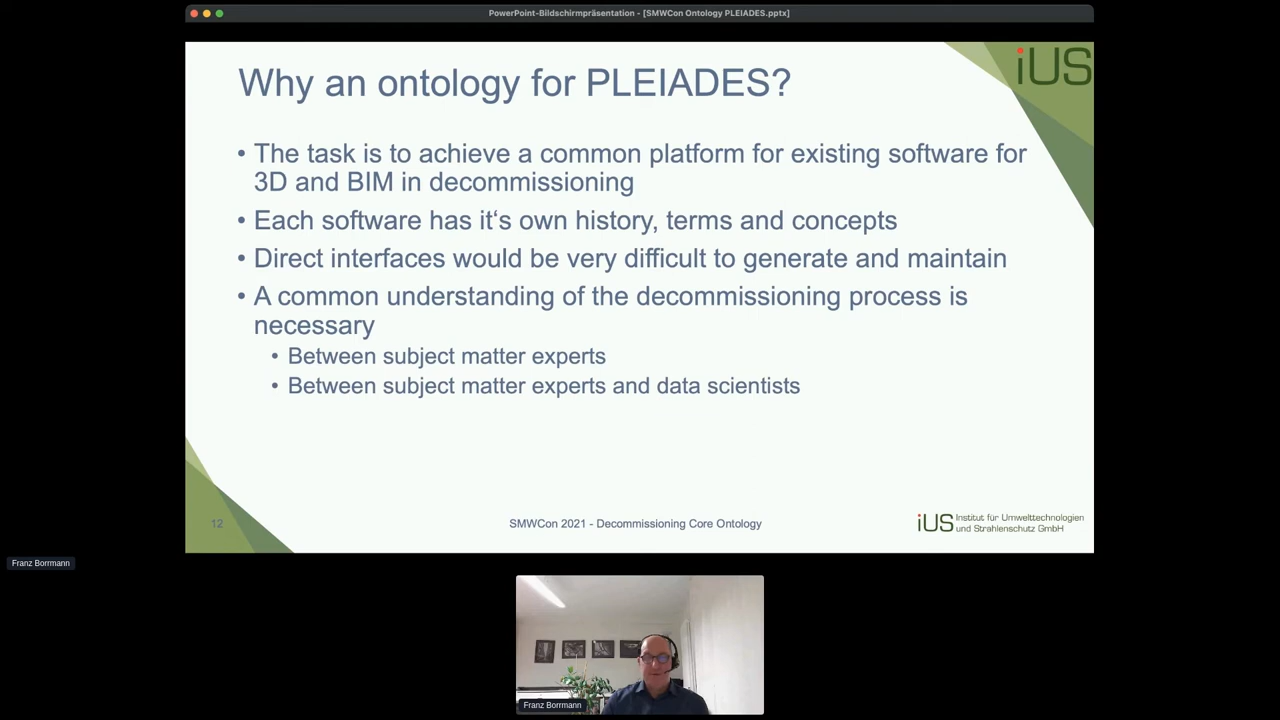 PowerPoint-Bildschirmpräsentation - [SMWCon Ontology PLEIADES.pptx]
iUS
Why an ontology for PLEIADES?
• The task is to achieve a common platform for existing software for
3D and BIM in decommissioning
• Each software has it‘s own history, terms and concepts
• Direct interfaces would be very difficult to generate and maintain
• A common understanding of the decommissioning process is
necessary
• Between subject matter experts
• Between subject matter experts and data scientists
12
SMWCon 2021 - Decommissioning Core Ontology
iUS Institut für Umwelttechnologien
und Strahlenschutz GmbH
Franz Borrmann
Franz Borrmann